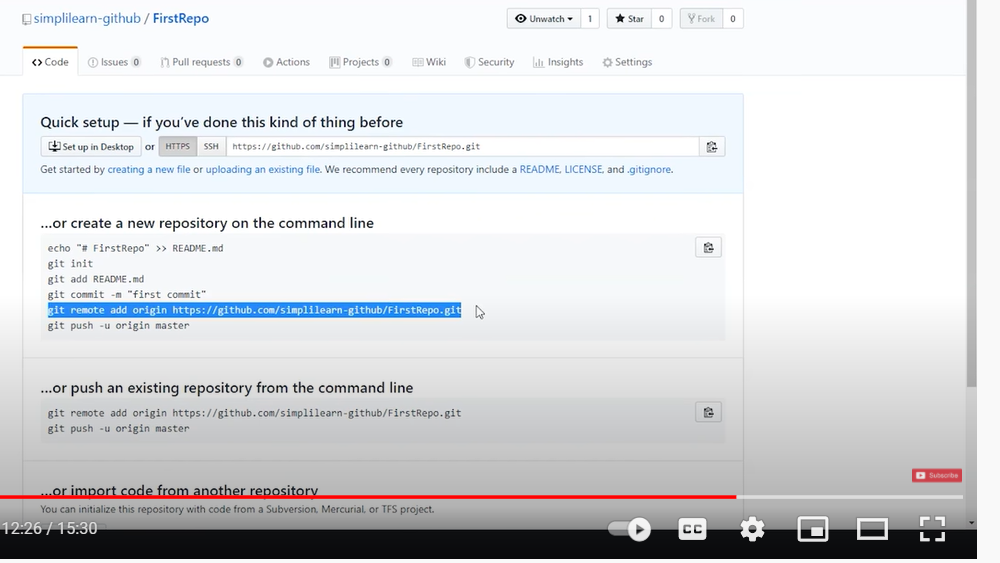 simplilearn-github / FirstRepo
Unwatch 1 Star 0 Fork 0
Code Issues 0 Pull requests 0 Actions Projects 0 Wiki Security Insights Settings
Quick setup — if you’ve done this kind of thing before
Set up in Desktop or HTTPS SSH https://github.com/simplilearn-github/FirstRepo.git
Get started by creating a new file or uploading an existing file. We recommend every repository include a README, LICENSE, and .gitignore.
…or create a new repository on the command line
echo "# FirstRepo" >> README.md
git init
git add README.md
git commit -m "first commit"
git remote add origin https://github.com/simplilearn-github/FirstRepo.git
git push -u origin master
…or push an existing repository from the command line
git remote add origin https://github.com/simplilearn-github/FirstRepo.git
git push -u origin master
Subscribe
…or import code from another repository
You can initialize this repository with code from a Subversion, Mercurial, or TFS project.
12:26 / 15:30
CC